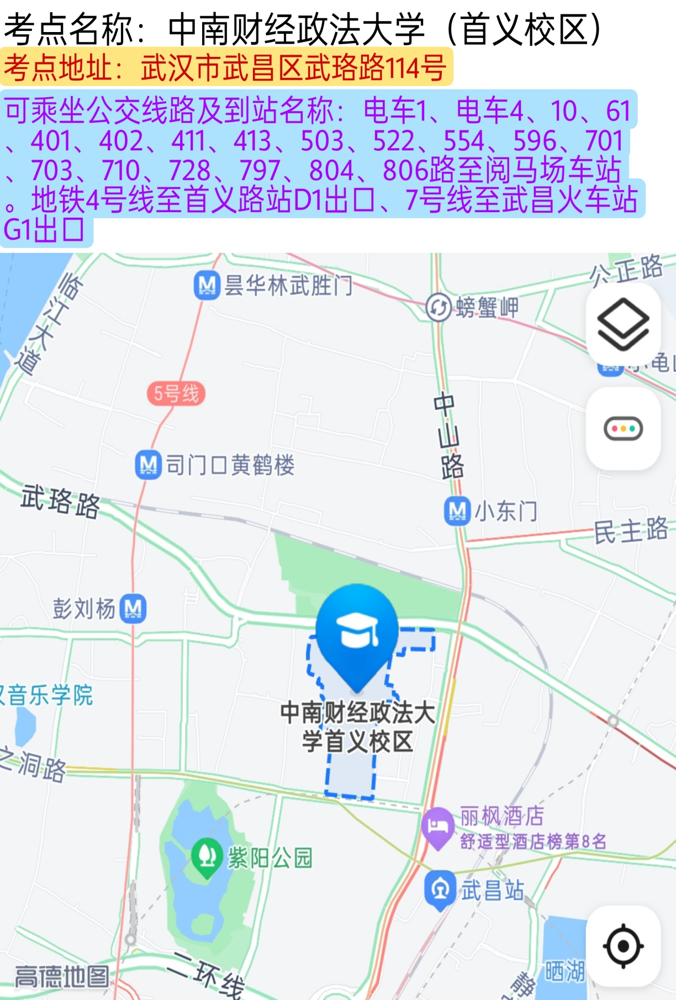 考点名称：中南财经政法大学（首义校区）
考点地址：武汉市武昌区武珞路114号
可乘坐公交线路及到站名称：电车1、电车4、10、61
、401、402、411、413、503、522、554、596、701
、703、710、728、797、804、806路至阅马场车站
。地铁4号线至首义路站D1出口、7号线至武昌火车站
G1出口
临江大道
昙华林武胜门
公正路
螃蟹岬
小龟山
5号线
中山路
司门口黄鹤楼
武珞路
小东门
民主路
彭刘杨
汉音乐学院
中南财经政法大
学首义校区
之洞路
丽枫酒店
舒适型酒店榜第8名
紫阳公园
武昌站
二环线
晒湖
静
高德地图